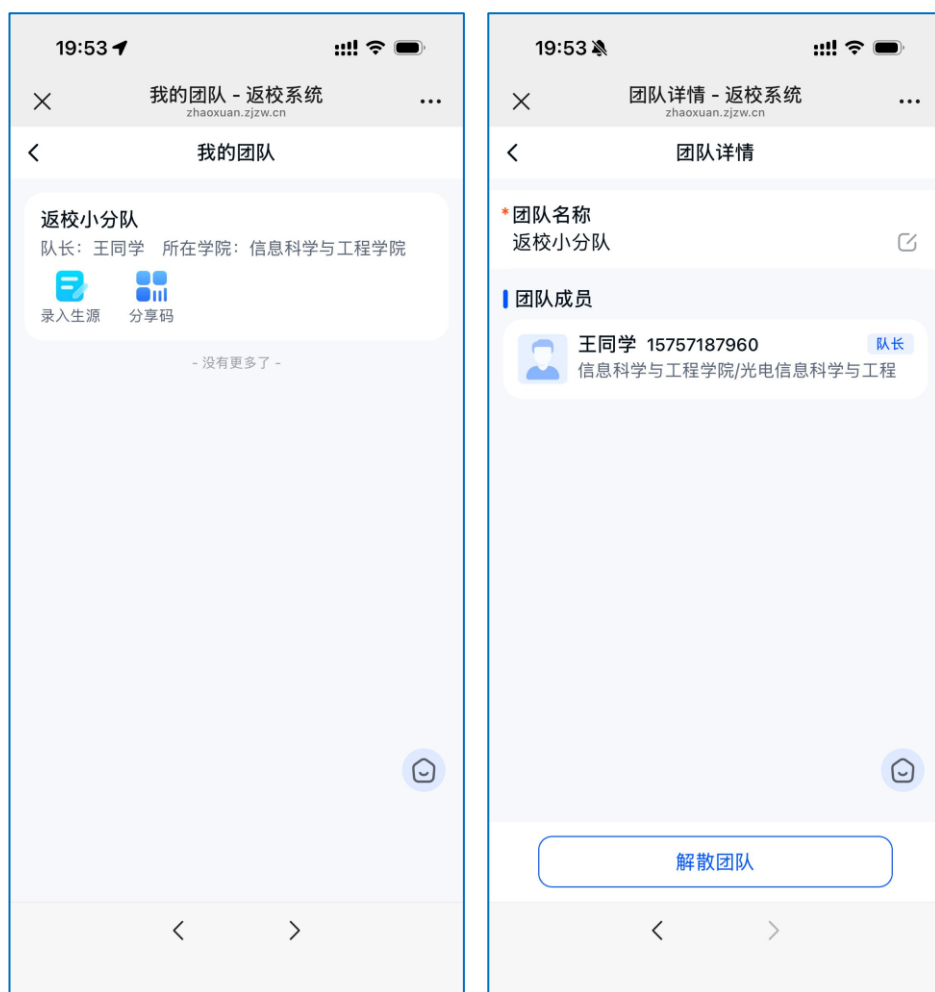 19:53
我的团队 - 返校系统
zhaoxuan.zjzw.cn
我的团队
返校小分队
队长：王同学 所在学院：信息科学与工程学院
录入生源 分享码
- 没有更多了 -
19:53
团队详情 - 返校系统
zhaoxuan.zjzw.cn
团队详情
*团队名称
返校小分队
团队成员
王同学 15757187960 队长
信息科学与工程学院/光电信息科学与工程
解散团队